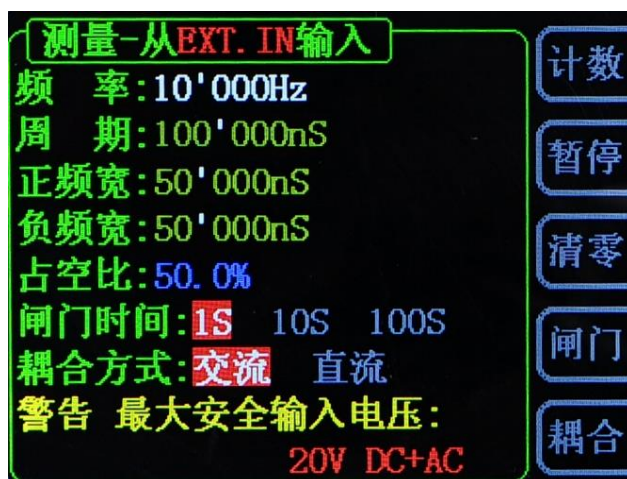 测量-从EXT. IN输入
频 率:10'000Hz
周 期:100'000nS
正频宽:50'000nS
负频宽:50'000nS
占空比:50.0%
闸门时间:1S 10S 100S
耦合方式:交流 直流
警告 最大安全输入电压:
20V DC+AC
计数
暂停
清零
闸门
耦合